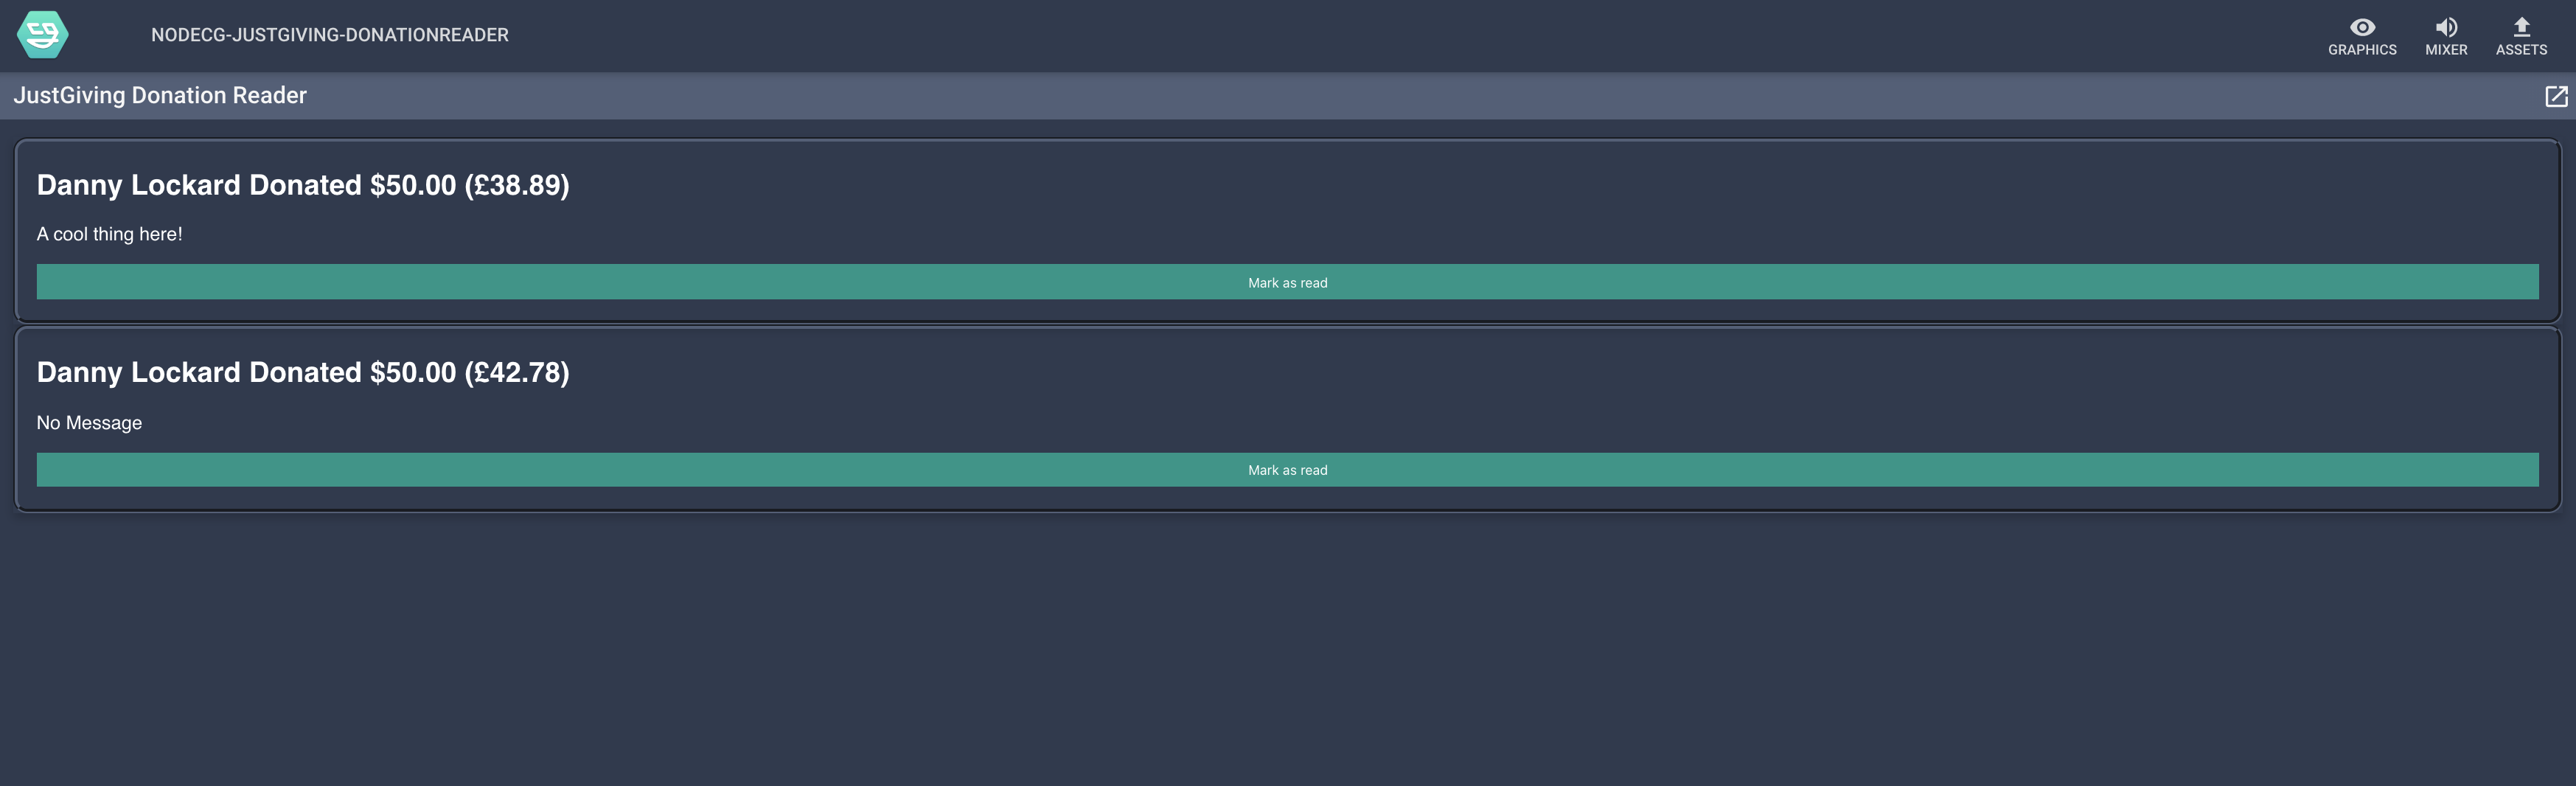 NODECG-JUSTGIVING-DONATIONREADER
GRAPHICS
MIXER
ASSETS
JustGiving Donation Reader
Danny Lockard Donated $50.00 (£38.89)
A cool thing here!
Mark as read
Danny Lockard Donated $50.00 (£42.78)
No Message
Mark as read